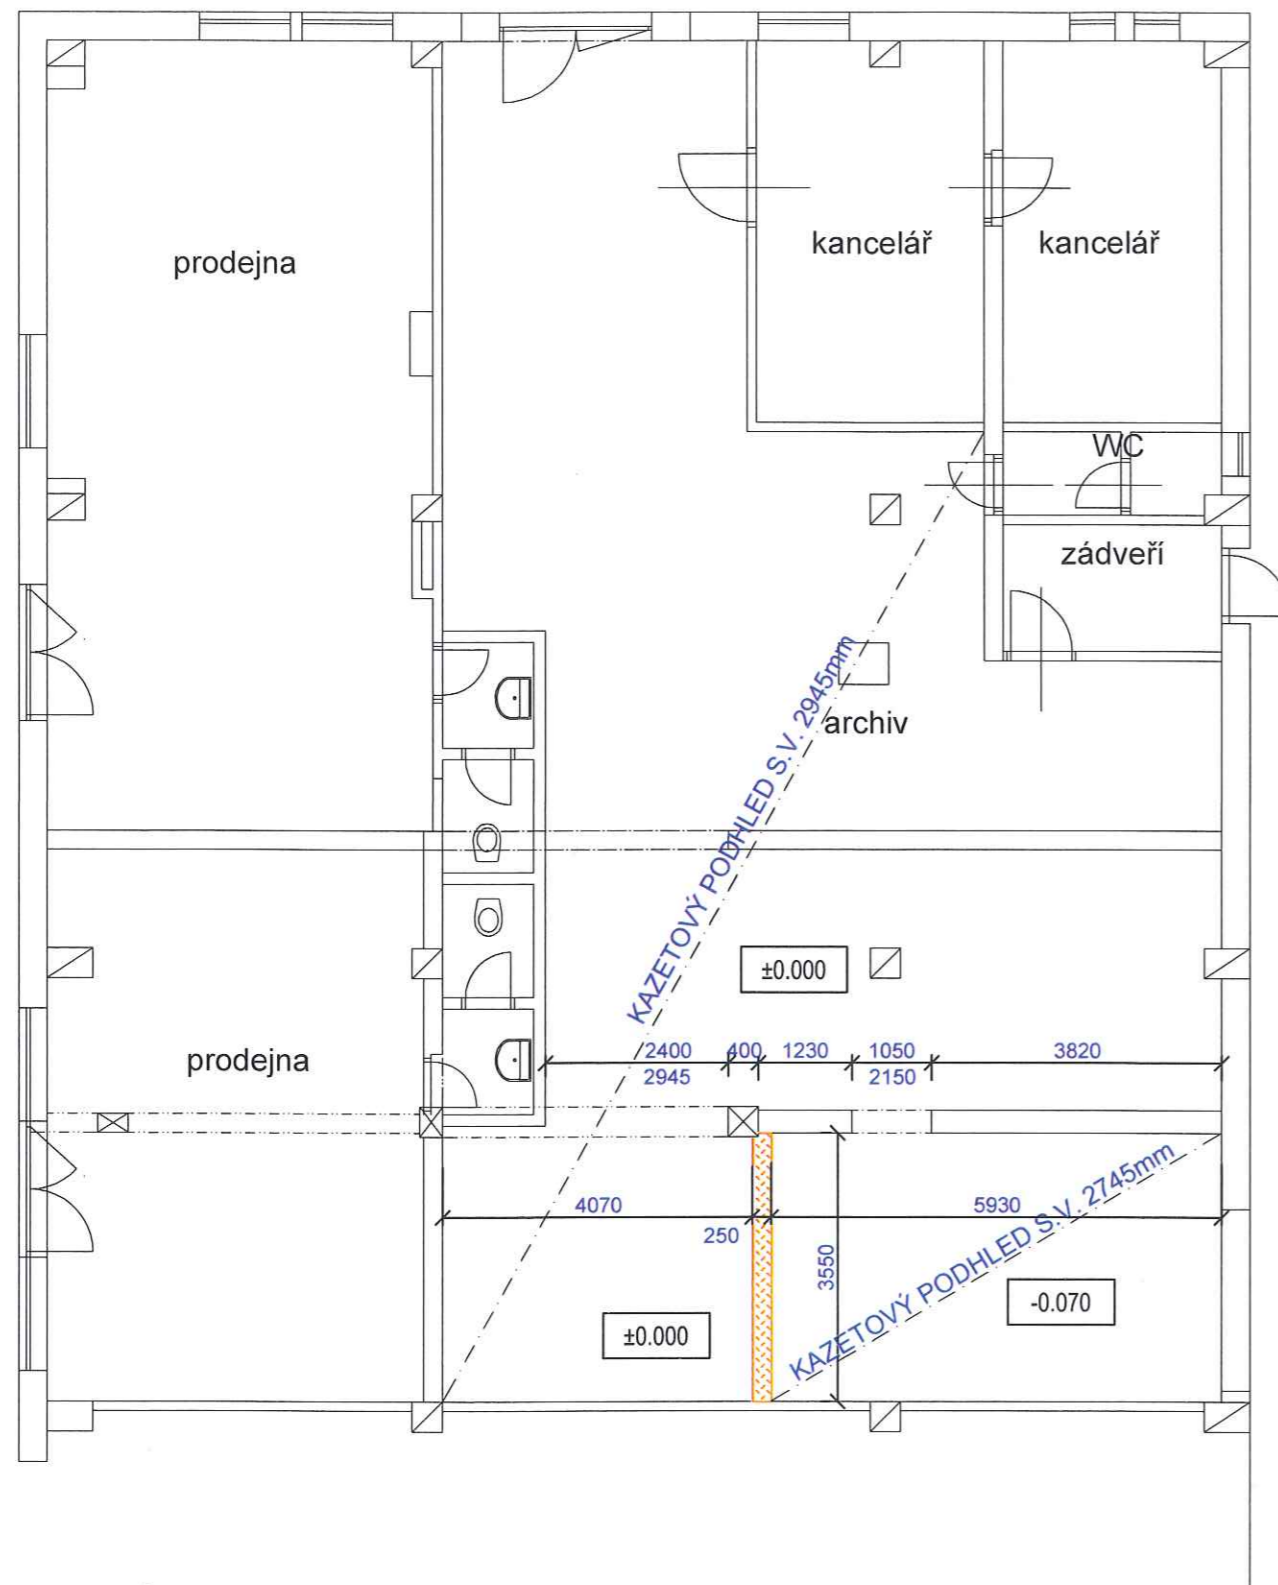 prodejna
kancelář
kancelář
WC
zádveří
archiv
KAZETOVÝ PODHLED S.V. 2945mm
±0.000
prodejna
2400
400
1230
1050
3820
2945
2150
4070
250
5930
3550
KAZETOVÝ PODHLED S.V. 2745mm
±0.000
-0.070